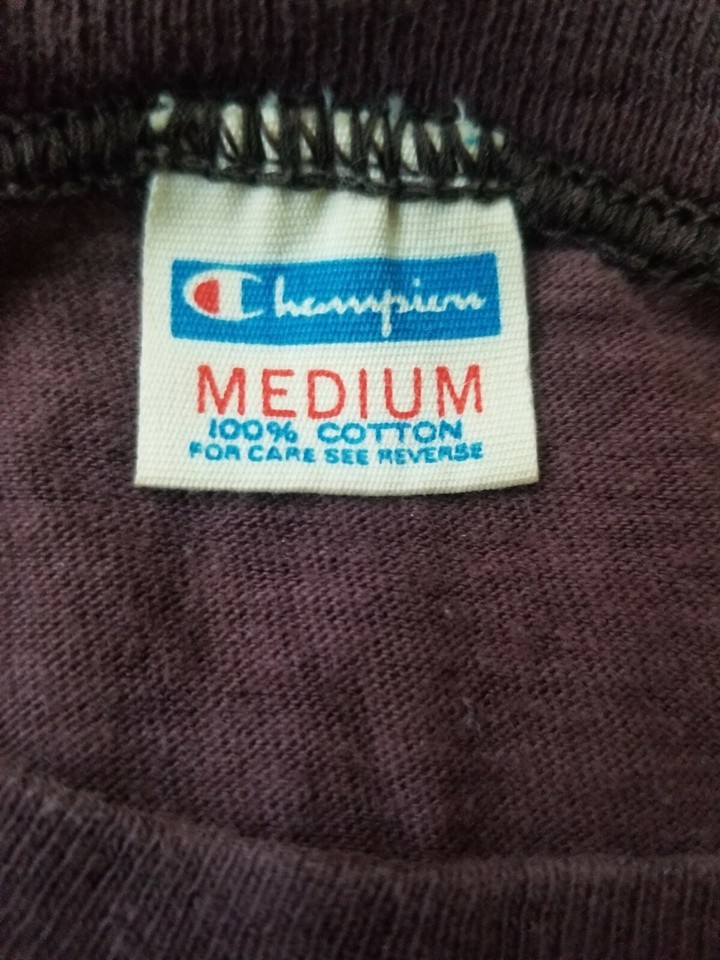 Champion
MEDIUM
100% COTTON
FOR CARE SEE REVERSE